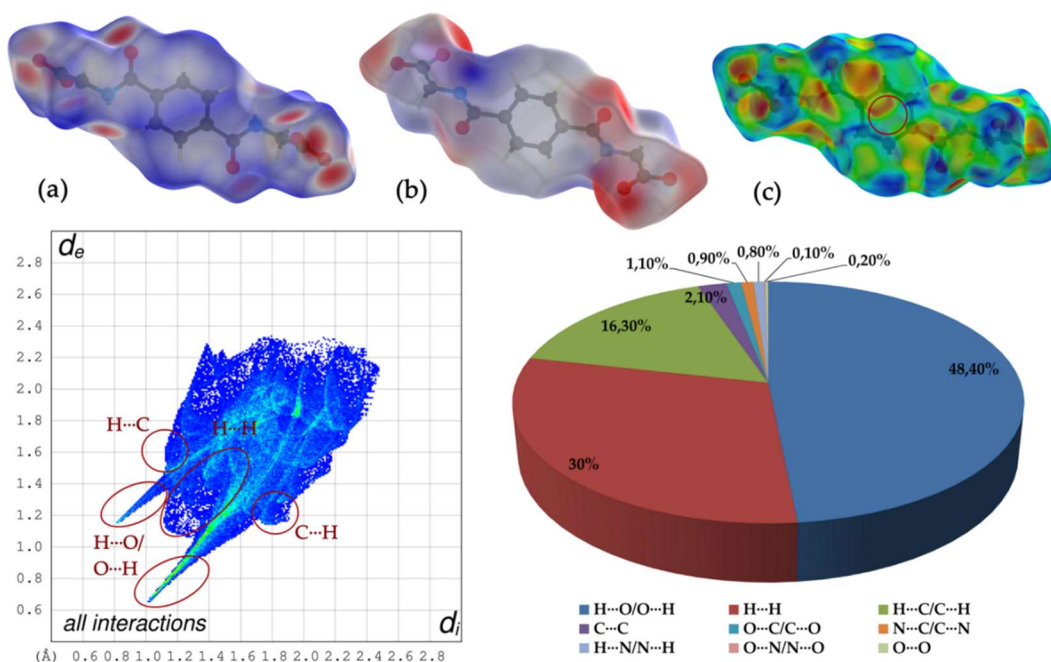 (a)
(b)
(c)
de
2.8
2.6
2.4
2.2
2.0
1.8
1.6
1.4
1.2
1.0
0.8
0.6
H···C
H···H
H···O/
O···H
C···H
all interactions
di
(Å) 0.6 0.8 1.0 1.2 1.4 1.6 1.8 2.0 2.2 2.4 2.6 2.8
1,10%
0,90%
0,80%
0,10%
0,20%
2,10%
16,30%
48,40%
30%
H···O/O···H
H···H
H···C/C···H
C···C
O···C/C···O
N···C/C···N
H···N/N···H
O···N/N···O
O···O